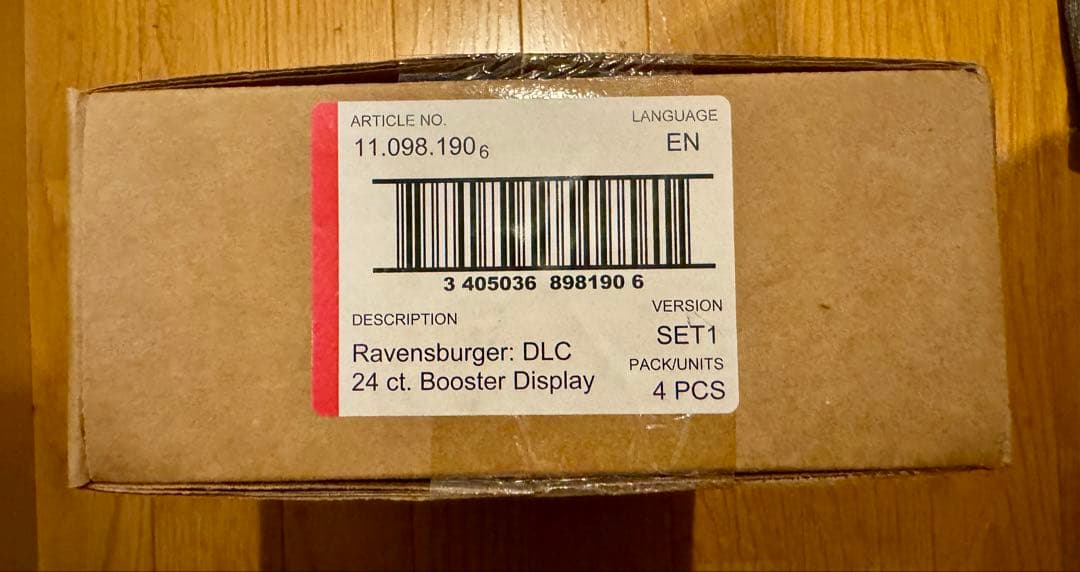 ARTICLE NO.
11.098.190 6
LANGUAGE
EN
3 405036 898190 6
DESCRIPTION
Ravensburger: DLC
24 ct. Booster Display
VERSION
SET1
PACK/UNITS
4 PCS